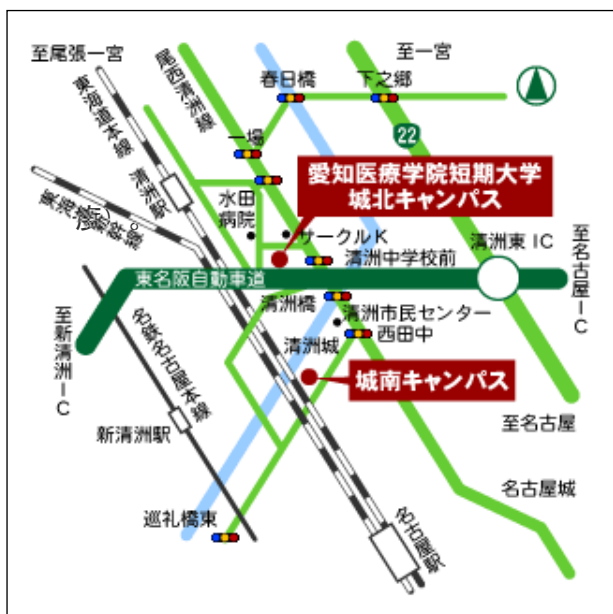 至尾張一宮
尾西清洲線
至一宮
春日橋
下之郷
東海道本線
22
一場
清洲駅
愛知医療学院短期大学
城北キャンパス
水田
病院
サークルK
東海道新幹線
清洲中学校前
清洲東IC
至名古屋IC
東名阪自動車道
清洲橋
清洲市民センター
西田中
至新清洲IC
清洲城
名鉄名古屋本線
城南キャンパス
新清洲駅
至名古屋
名古屋城
巡礼橋東
名古屋駅